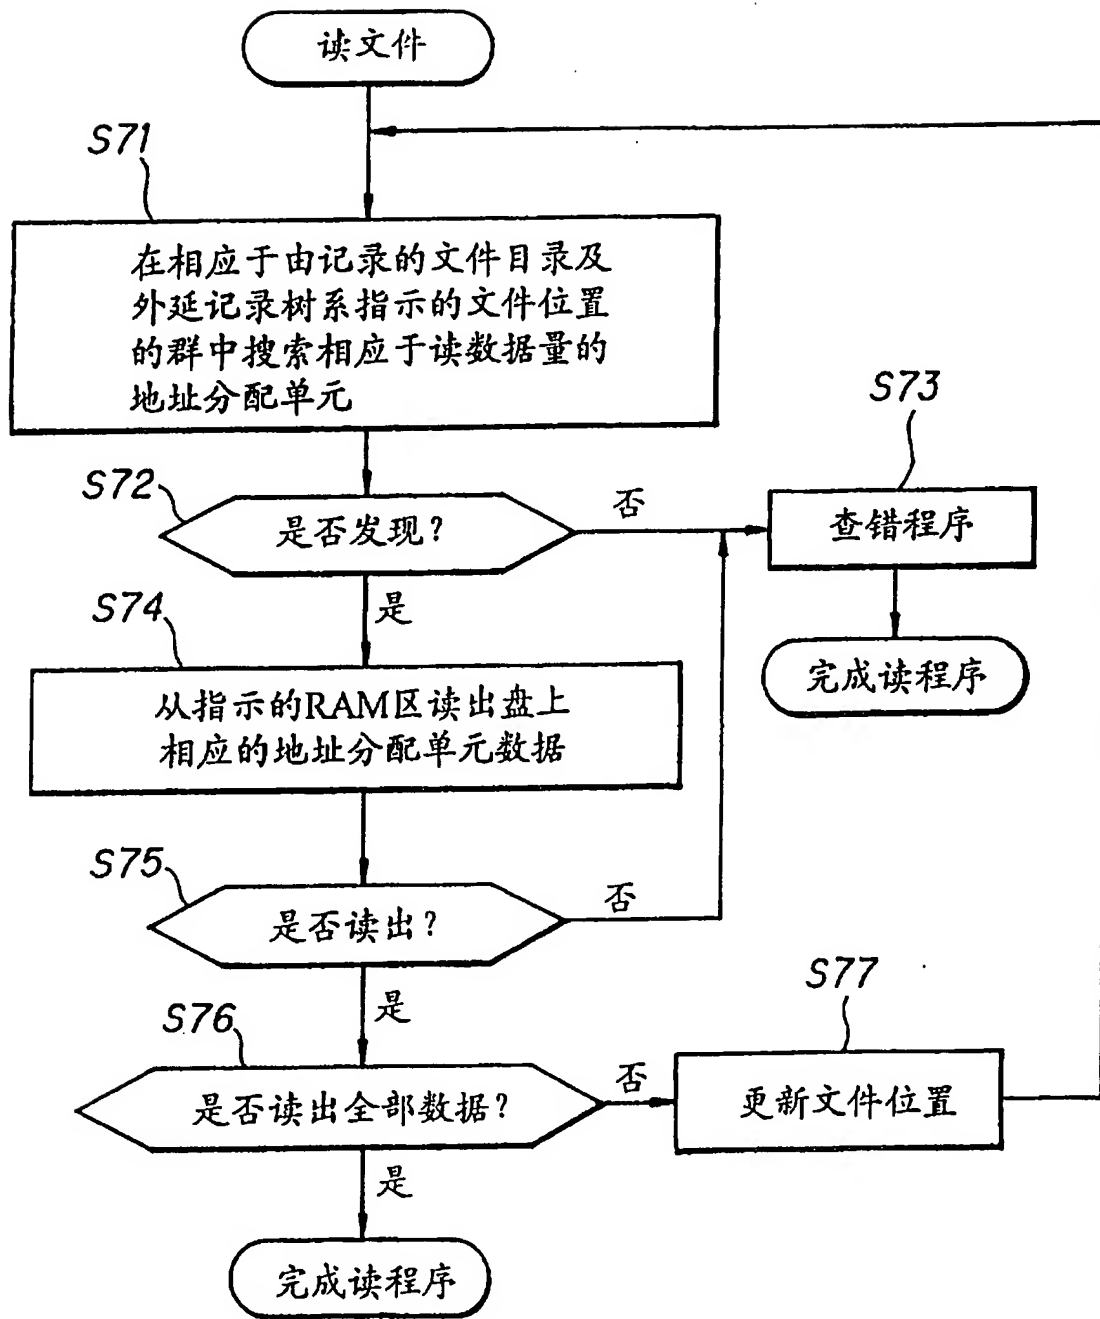 读文件
S71
在相应于由记录的文件目录及
外延记录树系指示的文件位置
的群中搜索相应于读数据量的
地址分配单元
S72
是否发现？
否
S73
查错程序
完成读程序
是
S74
从指示的RAM区读出盘上
相应的地址分配单元数据
S75
是否读出？
否
是
S76
是否读出全部数据？
否
S77
更新文件位置
是
完成读程序